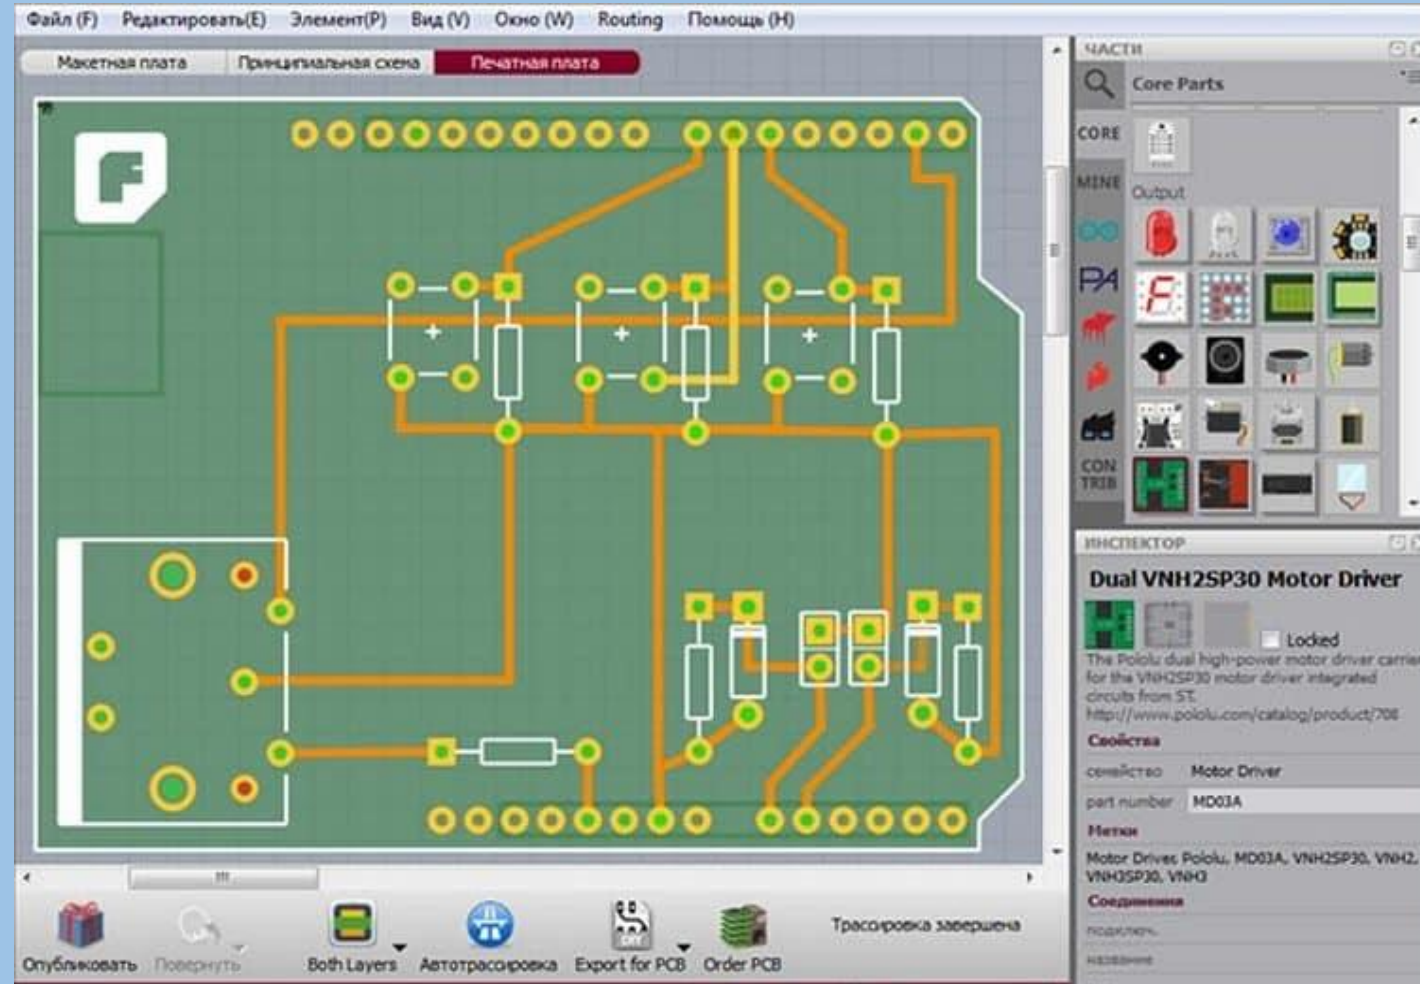 Файл (F) Редактировать(E) Элемент(P) Вид (V) Окно (W) Routing Помощь (H)
Макетная плата Принципиальная схема Печатная плата
ЧАСТИ
Core Parts
CORE
MINE
Output
PA
CON
TRIB
ИНСПЕКТОР
Dual VNH2SP30 Motor Driver
Locked
The Pololu dual high-power motor driver carrier
for the VNH2SP30 motor driver integrated
circuits from ST.
http://www.pololu.com/catalog/product/708
Свойства
семейство Motor Driver
part number MD03A
Метки
Motor Driver, Pololu, MD03A, VNH2SP30, VNH2,
VNH3SP30, VNH3
Соединения
подключ.
название
Опубликовать Повернуть Both Layers Автотрассировка Export for PCB Order PCB
Трассировка завершена